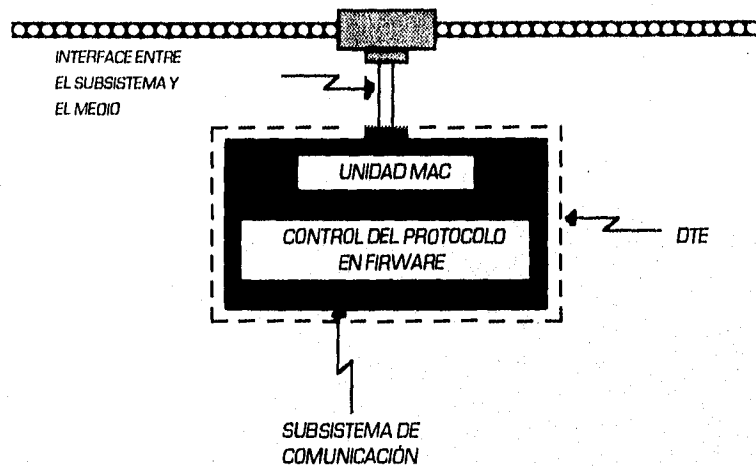 INTERFACE ENTRE
EL SUBSISTEMA Y
EL MEDIO
UNIDAD MAC
CONTROL DEL PROTOCOLO
EN FIRWARE
DTE
SUBSISTEMA DE
COMUNICACIÓN